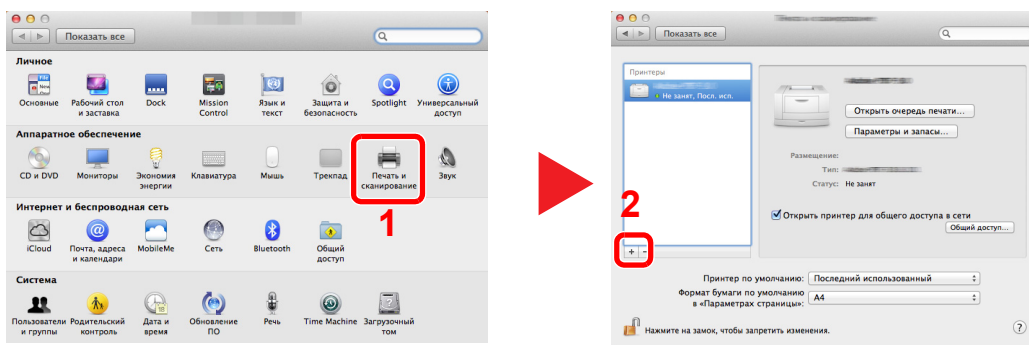 Показать все
Личное
Основные
Рабочий стол
и заставка
Dock
Mission
Control
Язык и
текст
Защита и
безопасность
Spotlight
Универсальный
доступ
Аппаратное обеспечение
CD и DVD
Мониторы
Экономия
энергии
Клавиатура
Мышь
Трекпад
Печать и
сканирование
Звук
1
Интернет и беспроводная сеть
iCloud
Почта, адреса
и календари
MobileMe
Сеть
Bluetooth
Общий
доступ
Система
Пользователи
и группы
Родительский
контроль
Дата и
время
Обновление
ПО
Речь
Time Machine
Загрузочный
том
Показать все
Принтеры
Не занят, Посл. исп.
Открыть очередь печати...
Параметры и запасы...
Размещение:
Тип:
Статус: Не занят
2
Открыть принтер для общего доступа в сети
Общий доступ...
+ −
Принтер по умолчанию: Последний использованный
Формат бумаги по умолчанию
в «Параметрах страницы»: A4
Нажмите на замок, чтобы запретить изменения.
?